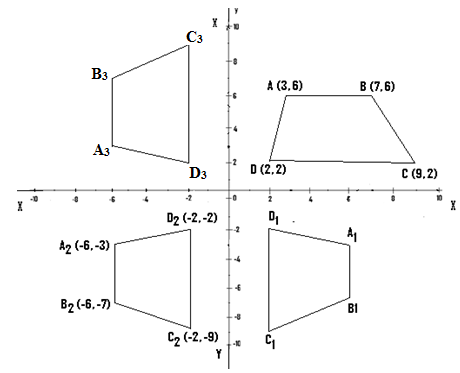 X Y
C3
10
B3
8
A (3,6) B (7,6)
6
A3
4
D3
2
D (2,2) C (9,2)
-10 -8 -6 -4 -2 0 2 4 6 8 10
X X
D2 (-2,-2) -2 D1
A2 (-6,-3) A1
-4
-6
B2 (-6,-7) B1
-8
C2 (-2,-9) C1
Y -10